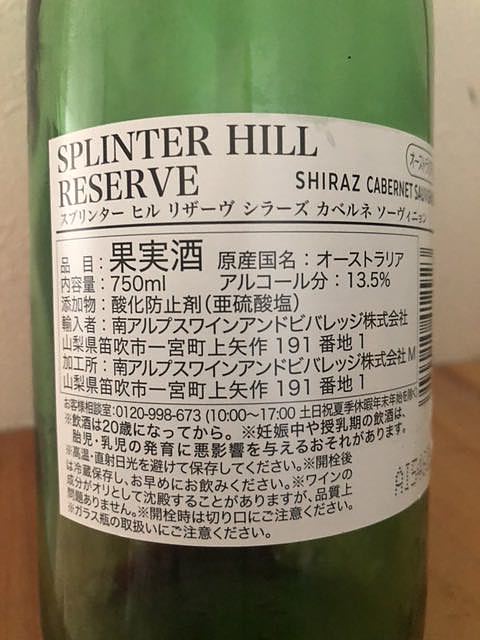 SPLINTER HILL
RESERVE
SHIRAZ CABERNET
スプリンター ヒル リザーヴ シラーズ カベルネ ソーヴィニョン
品 目：果実酒 原産国名：オーストラリア
内容量：750ml アルコール分：13.5%
添加物：酸化防止剤(亜硫酸塩)
輸入者：南アルプスワインアンドビバレッジ株式会社
山梨県笛吹市一宮町上矢作 191 番地 1
加工所：南アルプスワインアンドビバレッジ株式会社 M
山梨県笛吹市一宮町上矢作 191 番地 1
お客様相談室:0120-998-673 (10:00〜17:00 土日祝夏季休暇年末年始を除く)
※飲酒は20歳になってから。※妊娠中や授乳期の飲酒は、
胎児・乳児の発育に悪影響を与えるおそれがあります。
※高温・直射日光を避けて保存してください。※開栓後
は冷蔵保存し、お早めにお飲みください。※ワインの
成分がオリとして沈殿することがありますが、品質上
問題ありません。※開栓時は切り口にご注意ください。
※ガラス瓶の取扱いにご注意ください。